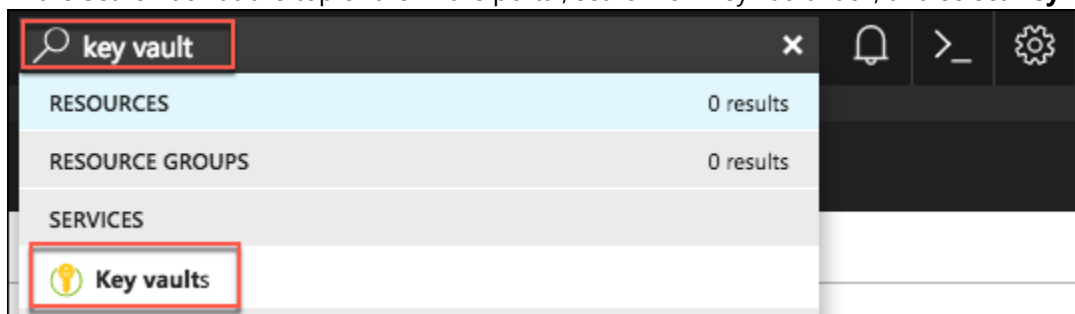 key vault
RESOURCES 0 results
RESOURCE GROUPS 0 results
SERVICES
Key vaults